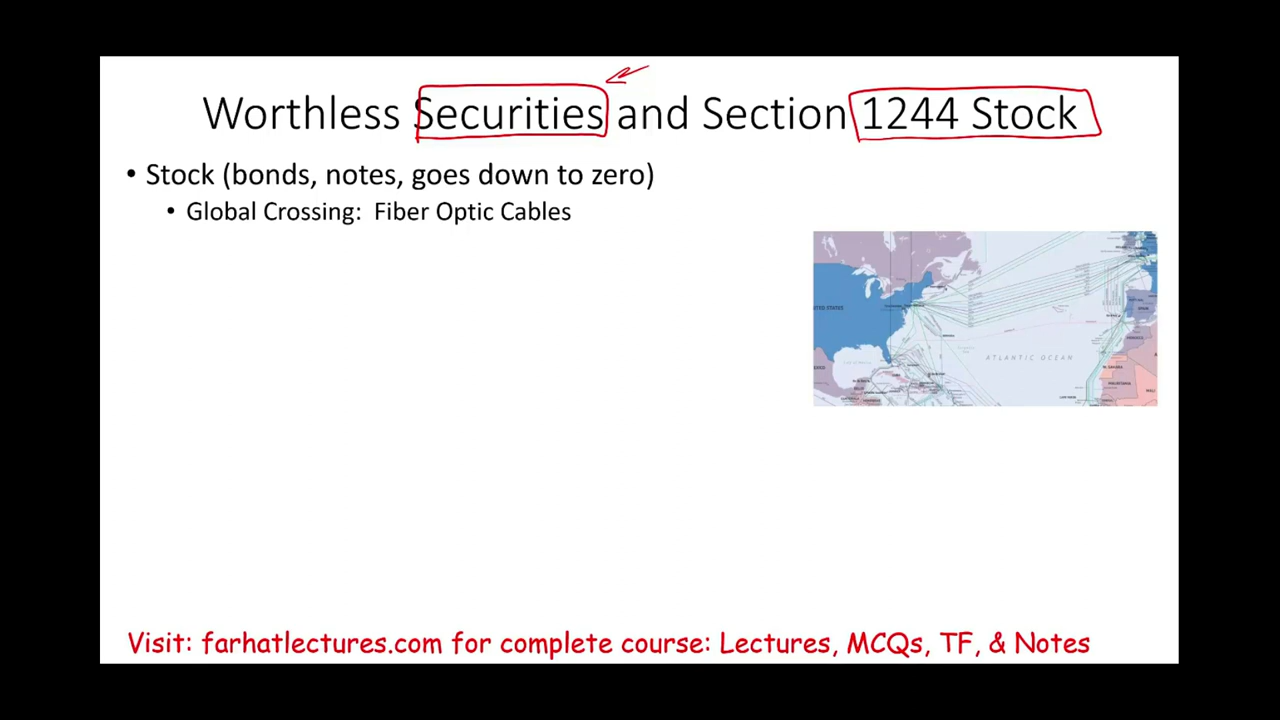 Worthless Securities and Section 1244 Stock
• Stock (bonds, notes, goes down to zero)
• Global Crossing: Fiber Optic Cables
ATLANTIC OCEAN
Visit: farhatlectures.com for complete course: Lectures, MCQs, TF, & Notes